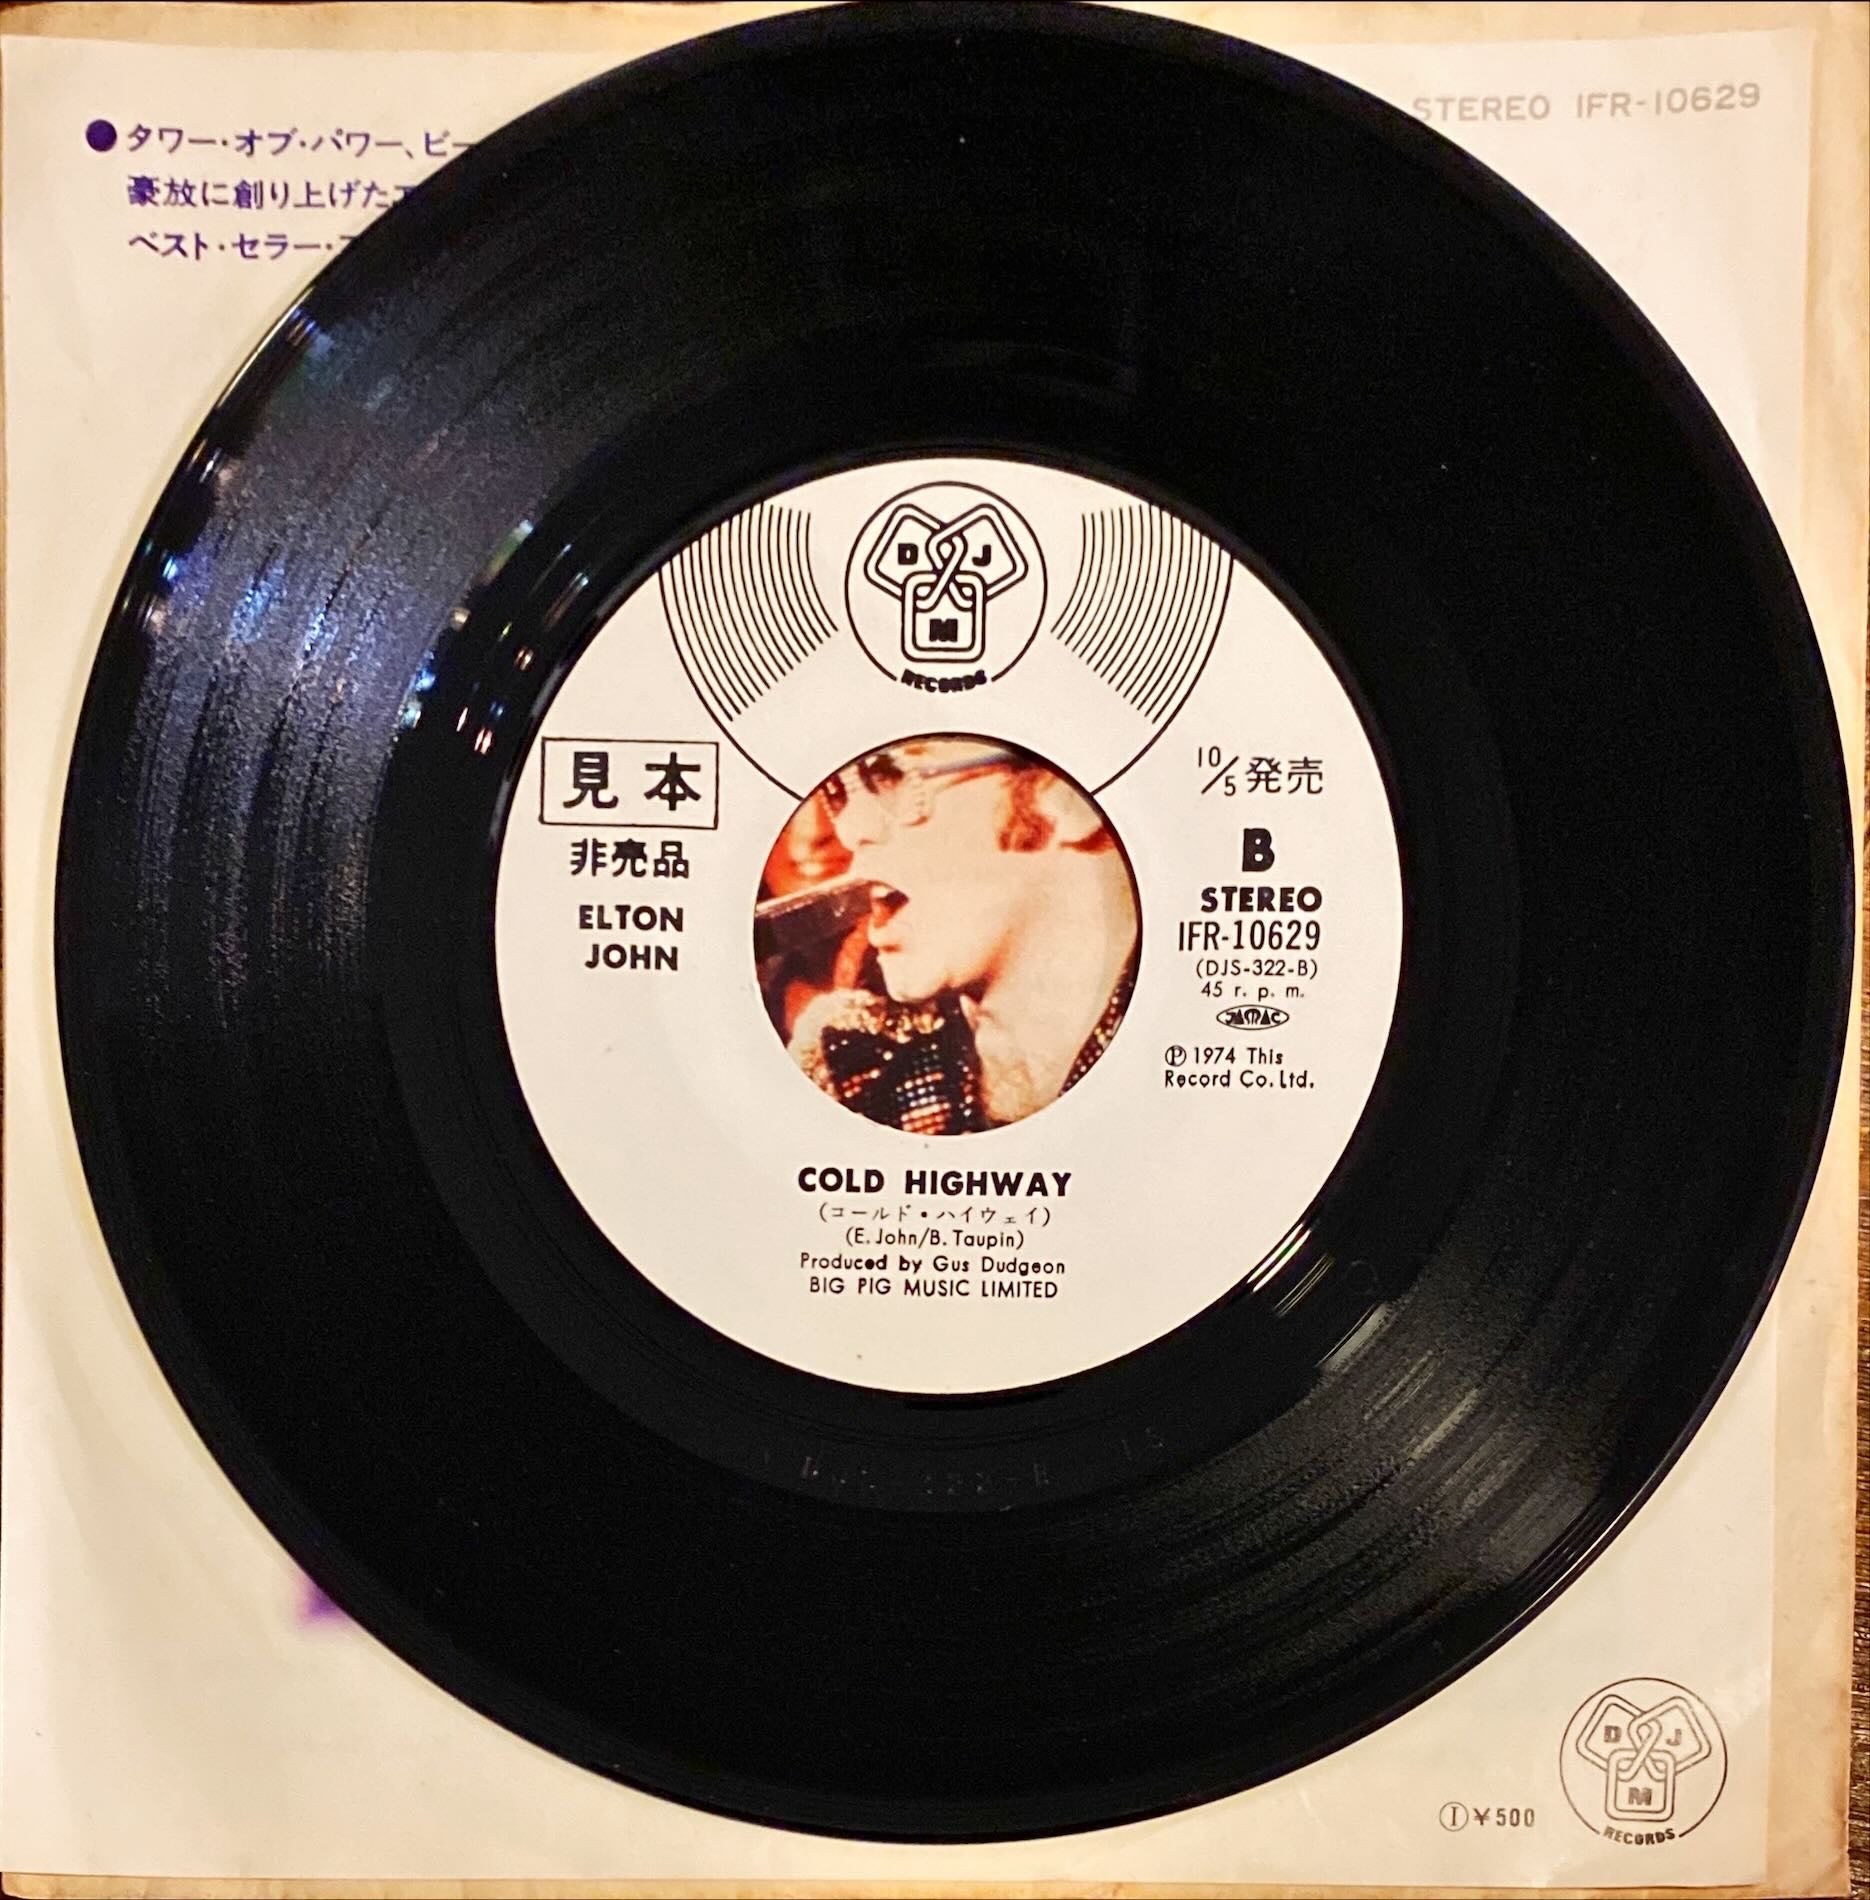 STEREO IFR-10629
●タワー・オブ・パワー、ビー
豪放に創り上げた
ベスト・セラー・
D J
M
RECORDS
見本
非売品
ELTON
JOHN
10/5発売
B
STEREO
IFR-10629
(DJS-322-B)
45 r. p. m.
JASRAC
Ⓟ1974 This
Record Co. Ltd.
COLD HIGHWAY
(コールド・ハイウェイ)
(E. John/B. Taupin)
Produced by Gus Dudgeon
BIG PIG MUSIC LIMITED
D J
M
RECORDS
Ⓘ¥500